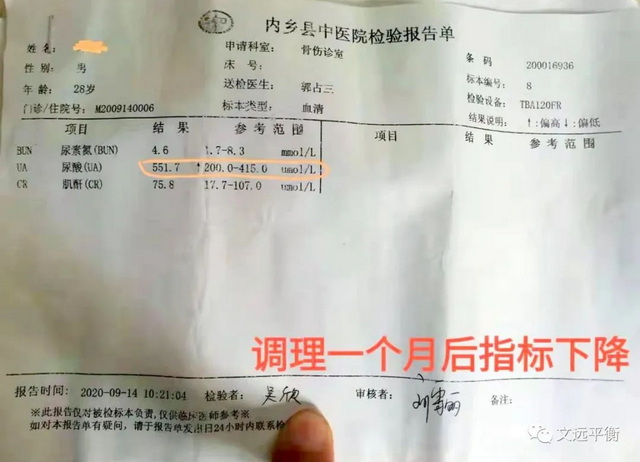 内乡县中医院检验报告单
姓名:
申请科室: 骨伤诊室
条码 200016936
性别: 男
床号:
标本编号: 8
年龄: 28岁
送检医生: 郭占三
检验设备: TBA120FR
门诊/住院号: M2009140006
标本类型: 血清
结果说明: ↑:偏高↓:偏低
项目 结果 参考范围 项目 结果 参考范围
BUN 尿素氮(BUN) 4.6 1.7-8.3 mmol/L
UA 尿酸(UA) 551.7 ↑ 200.0-415.0 umol/L
CR 肌酐(CR) 75.8 17.7-107.0 umol/L
调理一个月后指标下降
报告时间: 2020-09-14 10:21:04 检验者: 吴欣 审核者: 备注:
※此报告仅对被检标本负责,仅供临床医师参考※
如对本报告单有疑问,请于报告单发出日24小时内联系检
文远平衡